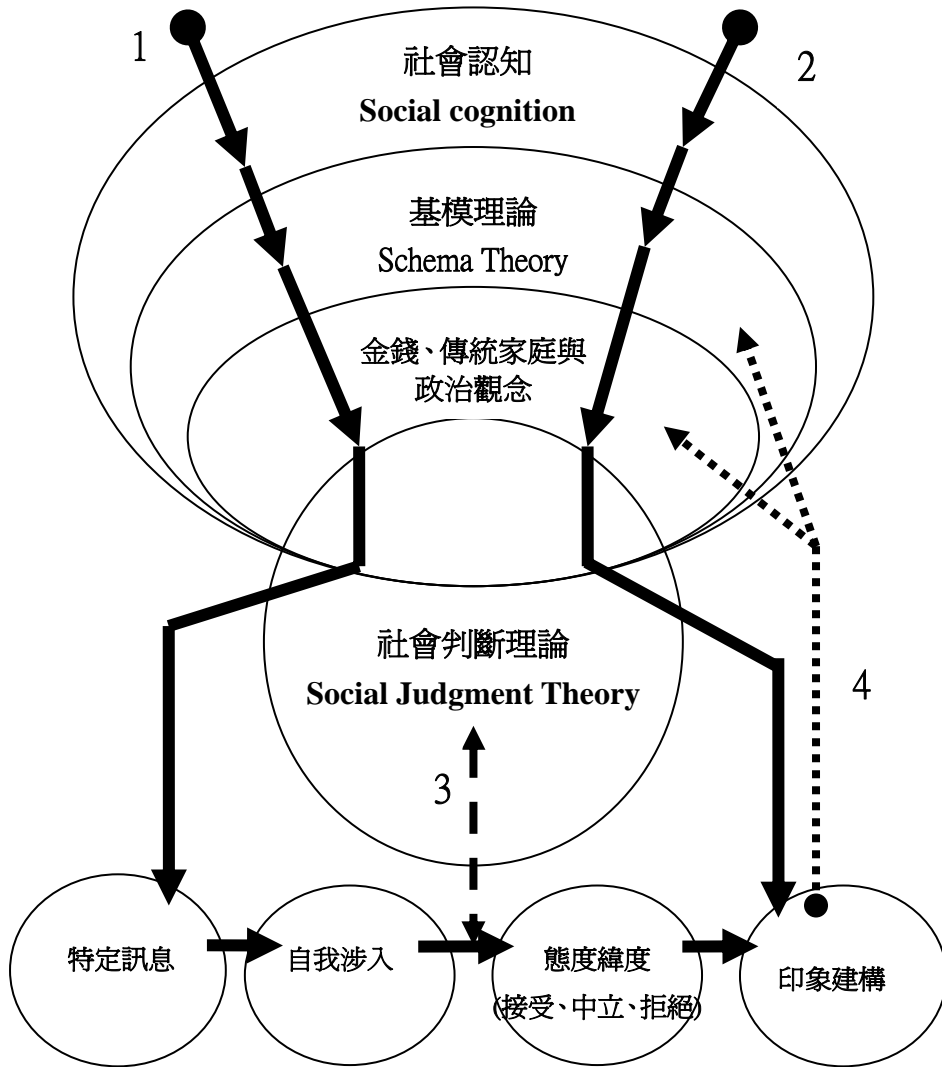 1
2
社會認知
Social cognition
基模理論
Schema Theory
金錢、傳統家庭與
政治觀念
社會判斷理論
Social Judgment Theory
3
4
特定訊息
自我涉入
態度緯度
(接受、中立、拒絕)
印象建構